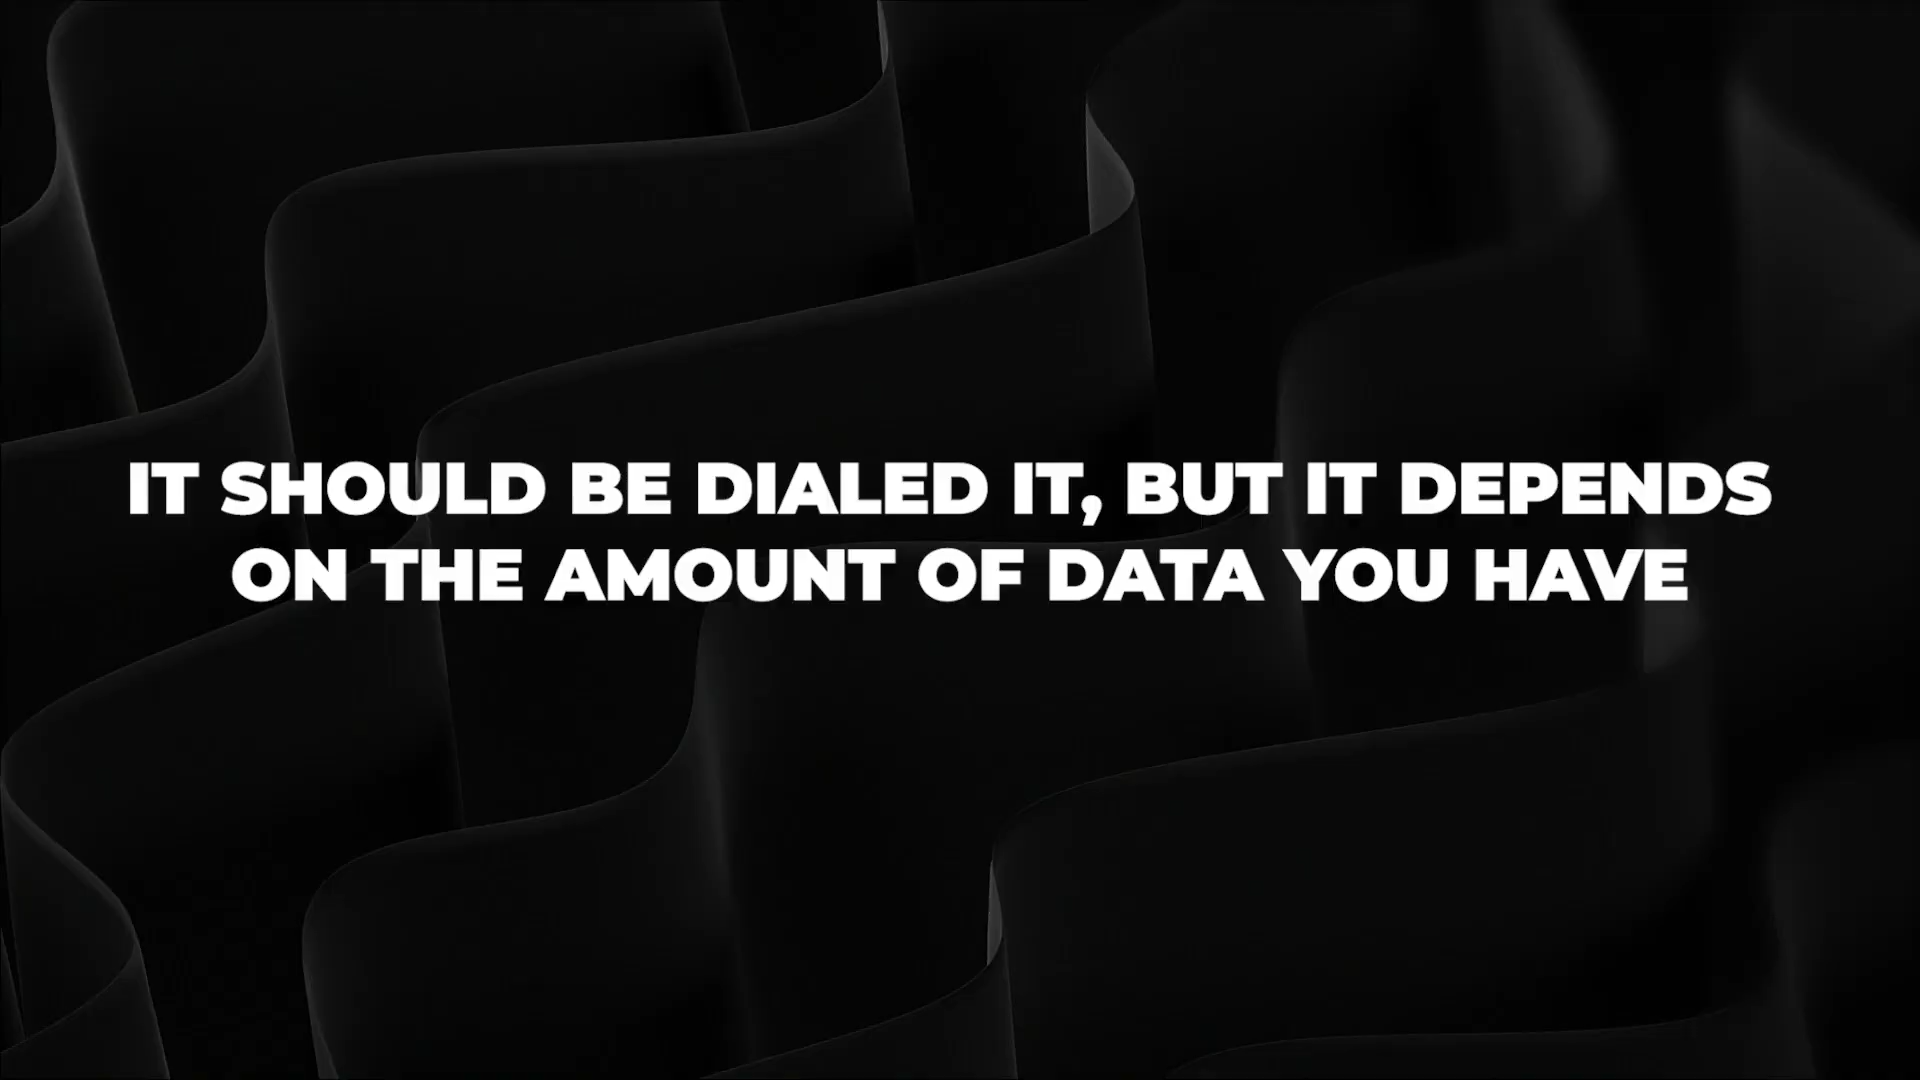 IT SHOULD BE DIALED IT, BUT IT DEPENDS
ON THE AMOUNT OF DATA YOU HAVE